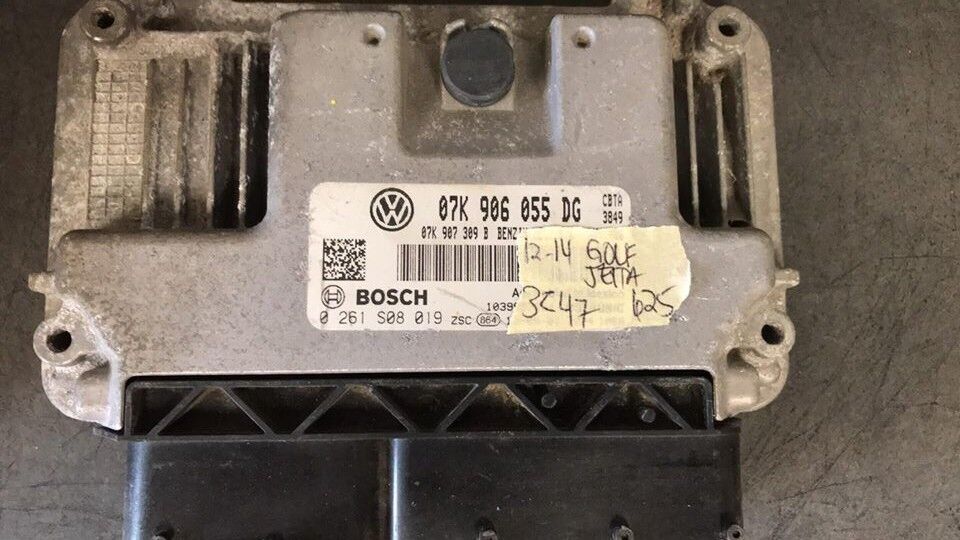 07K 906 055 DG CBTA
07K 907 309 B 3849
12-14 GOLF
JETTA
BOSCH
3C47 625
0 261 S08 019 ZSC 864